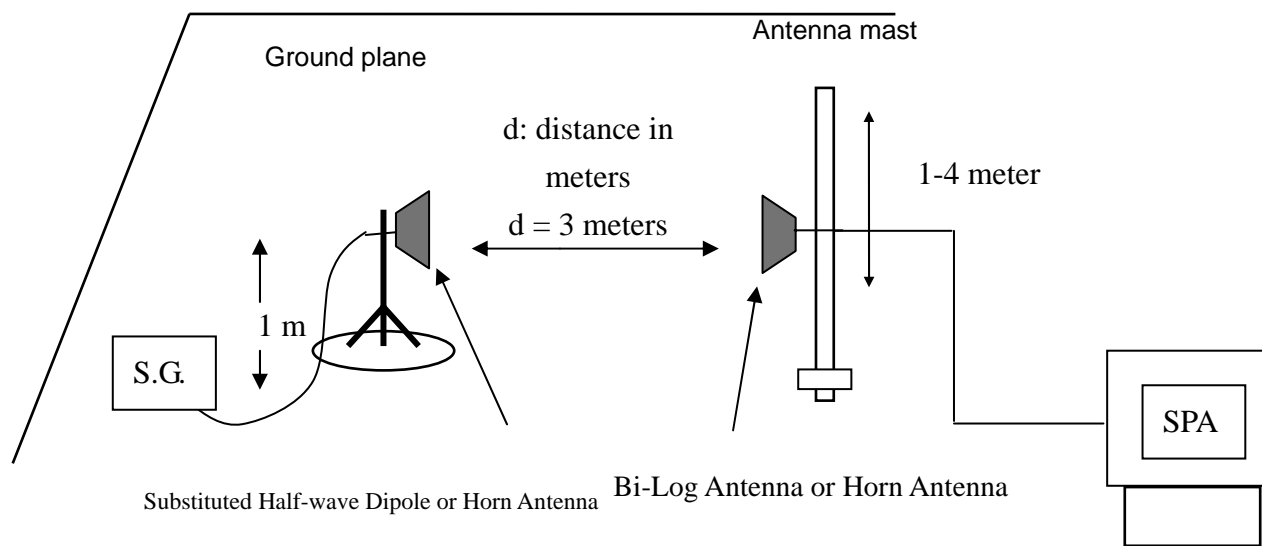 Antenna mast
Ground plane
d: distance in
meters
d = 3 meters
1-4 meter
1 m
S.G.
SPA
Substituted Half-wave Dipole or Horn Antenna
Bi-Log Antenna or Horn Antenna